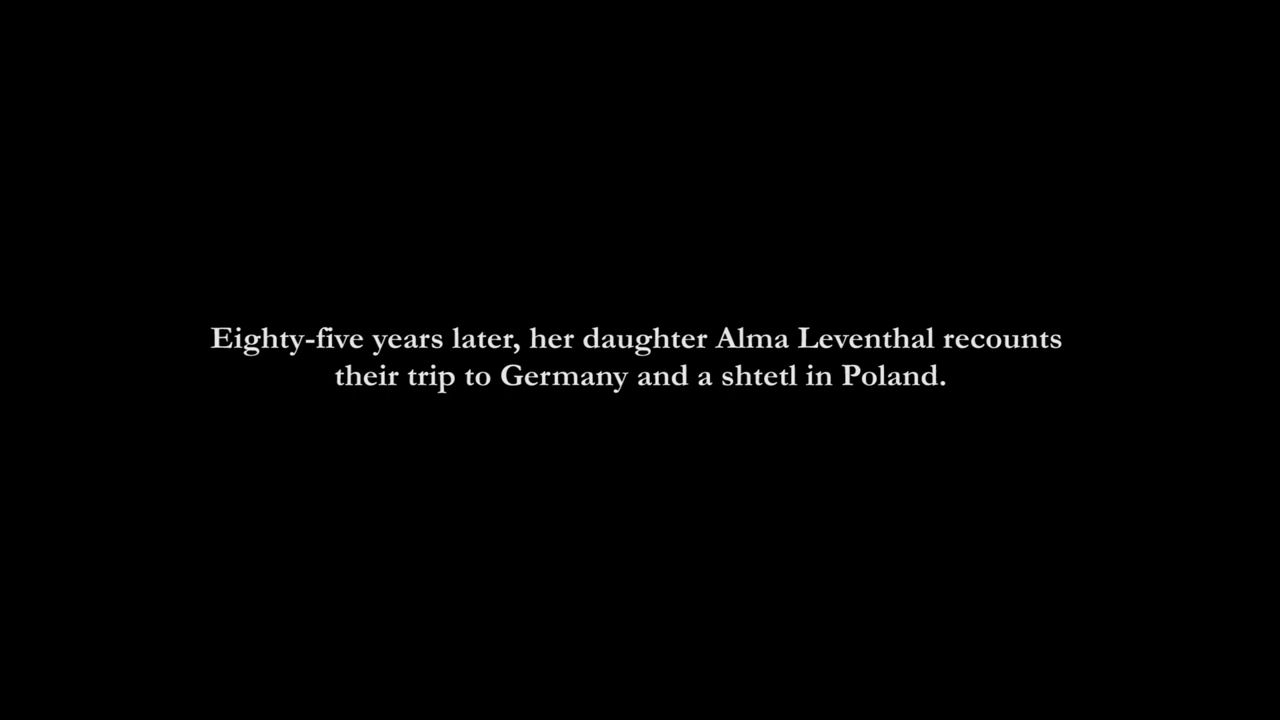 Eighty-five years later, her daughter Alma Leventhal recounts
their trip to Germany and a shtetl in Poland.